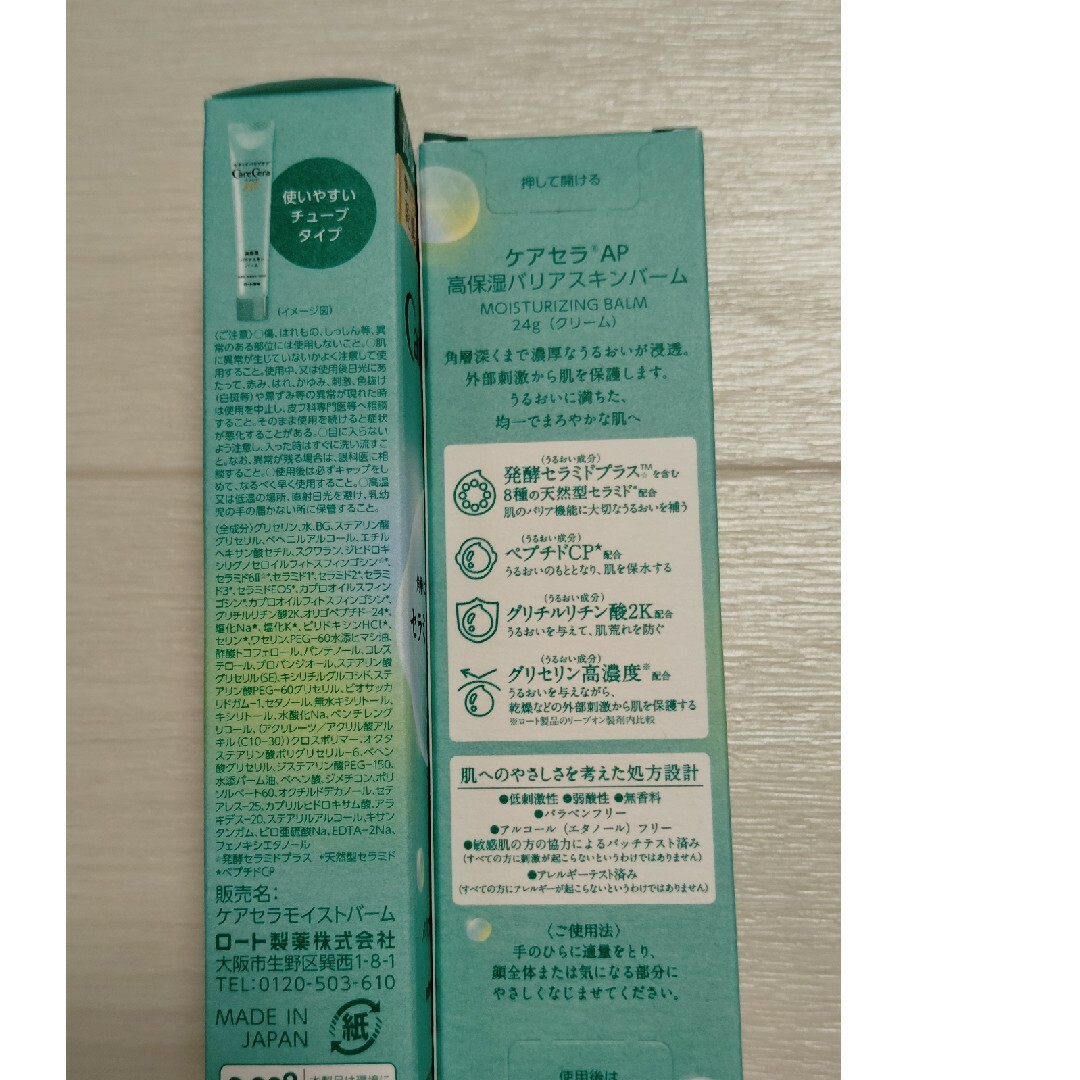 ゼラミドバリアケア
CareCera
AP
使いやすい
チューブ
タイプ
(イメージ図)
〈ご注意〉○傷、はれもの、しっしん等、異
常のある部位には使用しないこと。○肌
に異常が生じていないかよく注意して使
用すること。使用中、又は使用後日光にあ
たって、赤み、はれ、かゆみ、刺激、色抜け
(白斑等)や黒ずみ等の異常が現れた時
は使用を中止し、皮フ科専門医等へ相談
すること。そのまま使用を続けると症状
が悪化することがある。○目に入らない
よう注意し、入った時はすぐに洗い流すこ
と。なお、異常が残る場合は、眼科医に相
談すること。○使用後は必ずキャップをし
めて、なるべく早く使用すること。○高温
又は低温の場所、直射日光を避け、乳幼
児の手の届かない所に保管すること。
〈全成分〉グリセリン、水、BG、ステアリン酸
グリセリル、ベヘニルアルコール、エチル
ヘキサン酸セチル、スクワラン、ジヒドロキ
シリグノセロイルフィトスフィンゴシン※*、
セラミド6Ⅱ※*、セラミド1*、セラミド2*、セラミ
ド3*、セラミドEOS*、カプロオイルスフィン
ゴシン*、カプロオイルフィトスフィンゴシン*、
グリチルリチン酸2K、オリゴペプチド-24★、
塩化Na★、塩化K★、ピリドキシンHCl★、
セリン★、ワセリン、PEG-60水添ヒマシ油、
酢酸トコフェロール、パンテノール、コレス
テロール、プロパンジオール、ステアリン酸
グリセリル(SE)、キシリチルグルコシド、ステ
アリン酸PEG-60グリセリル、ビオサッカ
リドガム-1、セタノール、無水キシリトール、
キシリトール、水酸化Na、ペンチレング
リコール、(アクリレーツ/アクリル酸アル
キル(C10-30))クロスポリマー、オクタ
ステアリン酸ポリグリセリル-6、ベヘン
酸グリセリル、ジステアリン酸PEG-150、
水添パーム油、ベヘン酸、ジメチコン、ポリ
ソルベート60、オクチルドデカノール、セテ
アレス-25、カプリルヒドロキサム酸、アラ
キデス-20、ステアリルアルコール、キサン
タンガム、ピロ亜硫酸Na、EDTA-2Na、
フェノキシエタノール
※発酵セラミドプラス *天然型セラミド
★ペプチドCP
販売名:
ケアセラモイストバーム
ロート製薬株式会社
大阪市生野区巽西1-8-1
TEL:0120-503-610
MADE IN
JAPAN
紙
押して開ける
ケアセラ®AP
高保湿バリアスキンバーム
MOISTURIZING BALM
24g(クリーム)
角層深くまで濃厚なうるおいが浸透。
外部刺激から肌を保護します。
うるおいに満ちた、
均一でまろやかな肌へ
(うるおい成分)
発酵セラミドプラス™※を含む
8種の天然型セラミド*配合
肌のバリア機能に大切なうるおいを補う
(うるおい成分)
ペプチドCP★配合
うるおいのもととなり、肌を保水する
(うるおい成分)
グリチルリチン酸2K配合
うるおいを与えて、肌荒れを防ぐ
(うるおい成分)
グリセリン高濃度※配合
うるおいを与えながら、
乾燥などの外部刺激から肌を保護する
※ロート製品のリーブオン製剤内比較
肌へのやさしさを考えた処方設計
●低刺激性 ●弱酸性 ●無香料
●パラベンフリー
●アルコール(エタノール)フリー
●敏感肌の方の協力によるパッチテスト済み
(すべての方に刺激が起こらないというわけではありません)
●アレルギーテスト済み
(すべての方にアレルギーが起こらないというわけではありません)
〈ご使用法〉
手のひらに適量をとり、
顔全体または気になる部分に
やさしくなじませてください。
使用後は